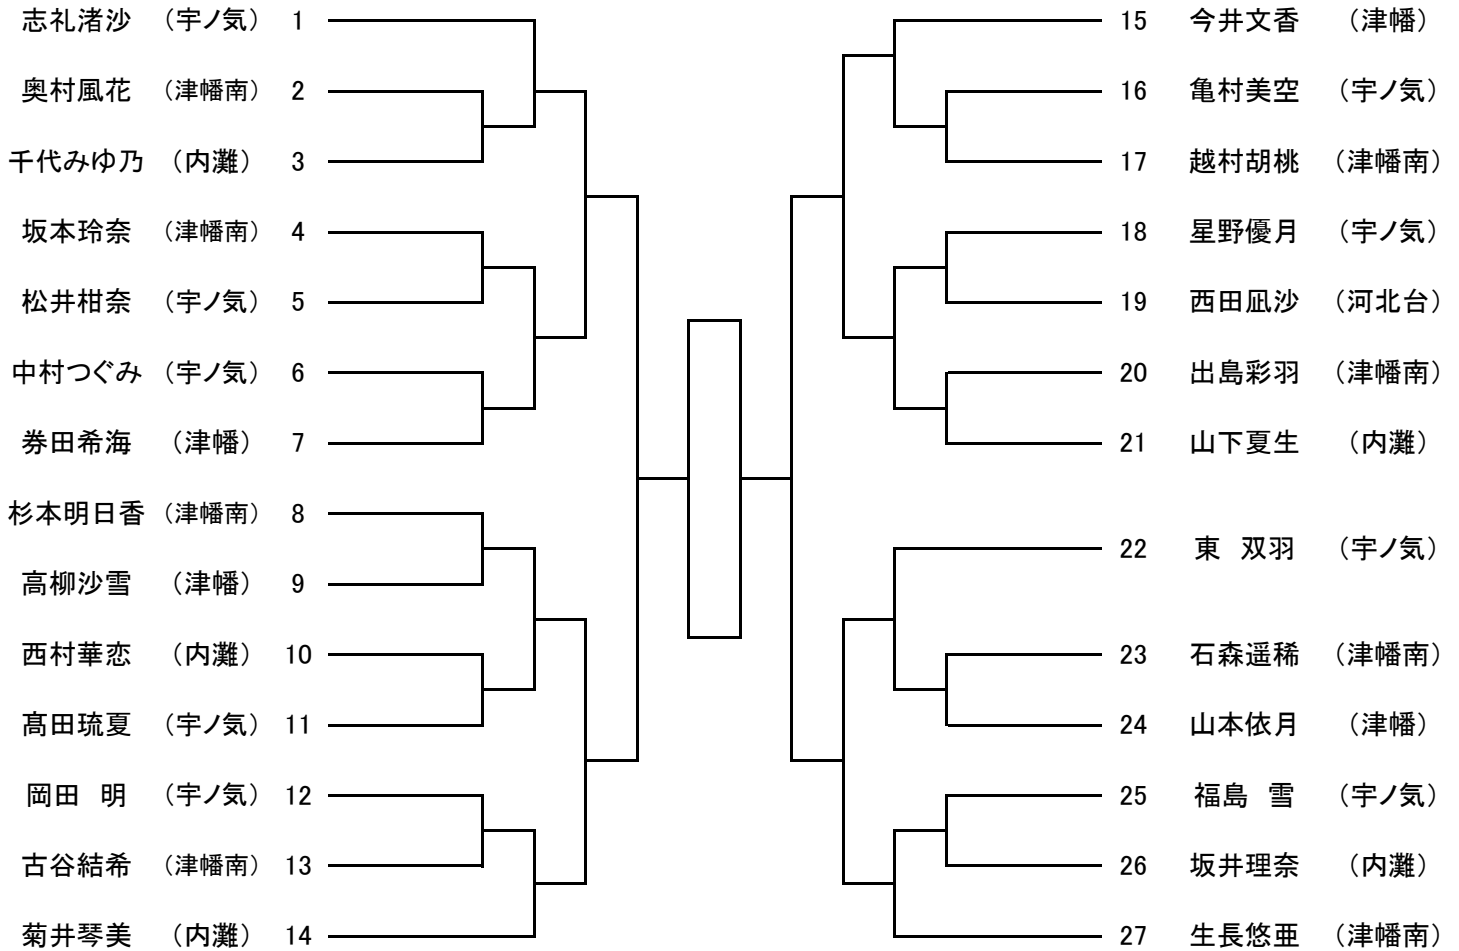 志礼渚沙 （宇ノ気） 1
奥村風花 （津幡南） 2
千代みゆ乃 （内灘） 3
坂本玲奈 （津幡南） 4
松井柑奈 （宇ノ気） 5
中村つぐみ （宇ノ気） 6
券田希海 （津幡） 7
杉本明日香 （津幡南） 8
高柳沙雪 （津幡） 9
西村華恋 （内灘） 10
髙田琉夏 （宇ノ気） 11
岡田　明 （宇ノ気） 12
古谷結希 （津幡南） 13
菊井琴美 （内灘） 14
15 今井文香 （津幡）
16 亀村美空 （宇ノ気）
17 越村胡桃 （津幡南）
18 星野優月 （宇ノ気）
19 西田凪沙 （河北台）
20 出島彩羽 （津幡南）
21 山下夏生 （内灘）
22 東　双羽 （宇ノ気）
23 石森遥稀 （津幡南）
24 山本依月 （津幡）
25 福島　雪 （宇ノ気）
26 坂井理奈 （内灘）
27 生長悠亜 （津幡南）